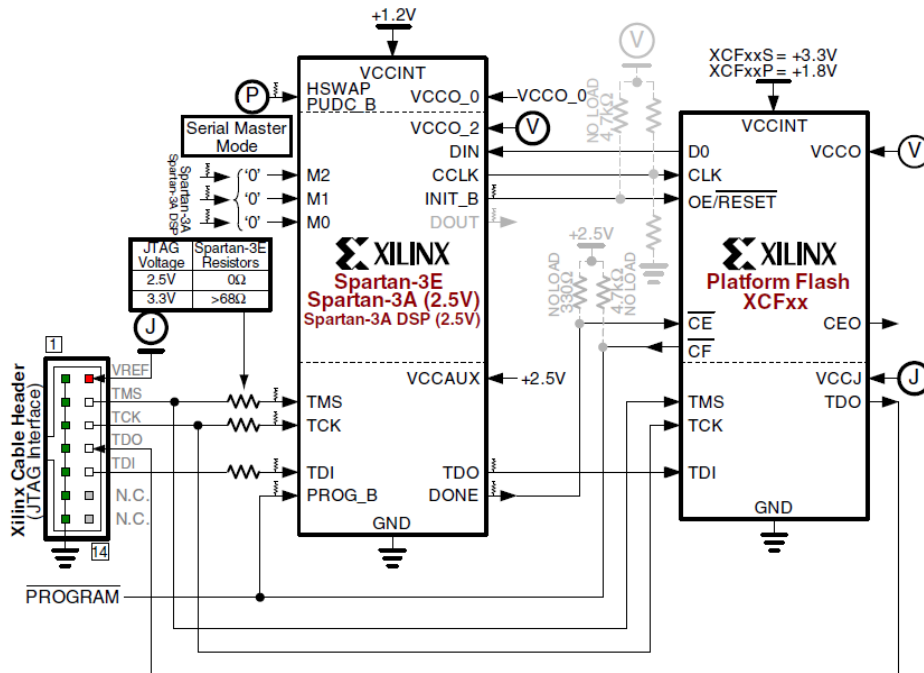 +1.2V
VCCINT
P
HSWAP
PUDC_B
VCCO_0
VCCO_0
Serial Master
Mode
VCCO_2
V
DIN
M2
'0'
CCLK
M1
'0'
INIT_B
M0
'0'
DOUT
Spartan-3A
Spartan-3A DSP
XILINX
Spartan-3E
Spartan-3A (2.5V)
Spartan-3A DSP (2.5V)
JTAG
Voltage
Spartan-3E
Resistors
2.5V
0Ω
3.3V
>68Ω
J
VCCAUX
+2.5V
TMS
TCK
TDI
TDO
PROG_B
DONE
GND
V
NO LOAD
4.7kΩ
+2.5V
NO LOAD
330Ω
4.7kΩ
NO LOAD
XCFxxS = +3.3V
XCFxxP = +1.8V
VCCINT
D0
VCCO
V
CLK
OE/RESET
XILINX
Platform Flash
XCFxx
CE
CEO
CF
VCCJ
J
TMS
TDO
TCK
TDI
GND
1
VREF
TMS
TCK
TDO
TDI
N.C.
N.C.
14
Xilinx Cable Header
(JTAG Interface)
PROGRAM